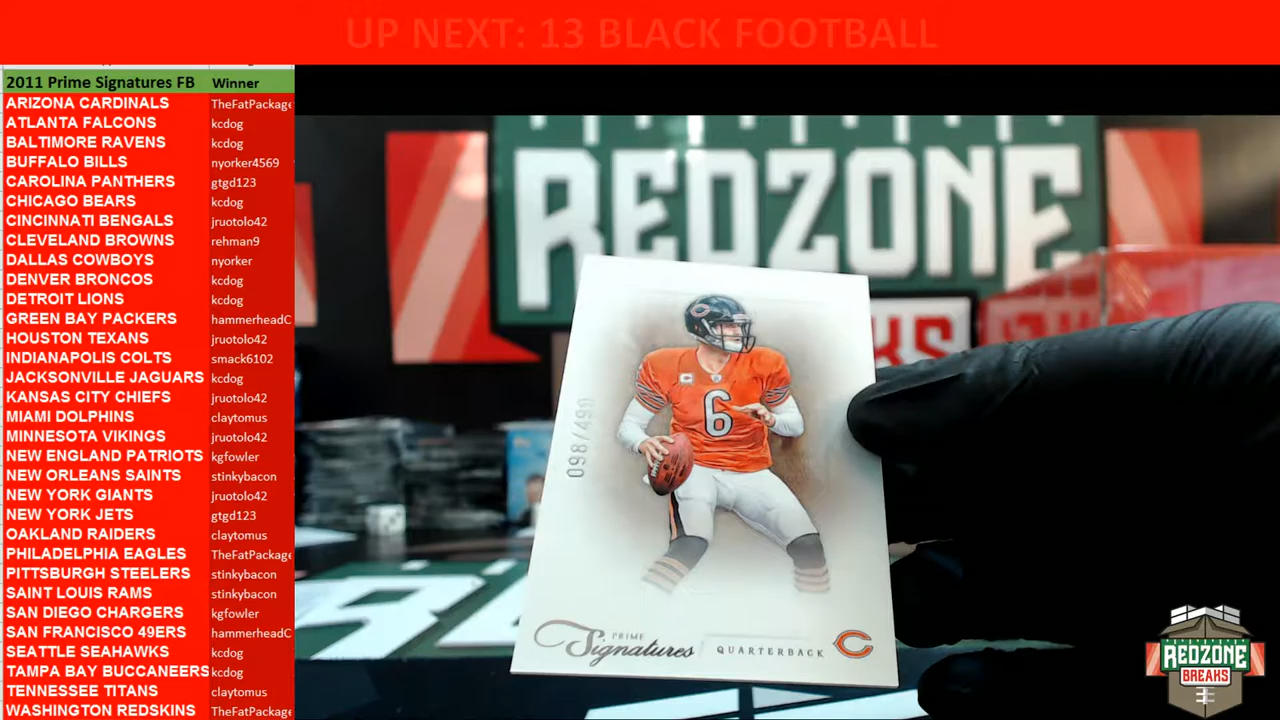 UP NEXT: 13 BLACK FOOTBALL
2011 Prime Signatures FB Winner
ARIZONA CARDINALS TheFatPackage
ATLANTA FALCONS kcdog
BALTIMORE RAVENS kcdog
BUFFALO BILLS nyorker4569
CAROLINA PANTHERS gtgd123
CHICAGO BEARS kcdog
CINCINNATI BENGALS jruotolo42
CLEVELAND BROWNS rehman9
DALLAS COWBOYS nyorker
DENVER BRONCOS kcdog
DETROIT LIONS kcdog
GREEN BAY PACKERS hammerheadC
HOUSTON TEXANS jruotolo42
INDIANAPOLIS COLTS smack6102
JACKSONVILLE JAGUARS kcdog
KANSAS CITY CHIEFS jruotolo42
MIAMI DOLPHINS claytomus
MINNESOTA VIKINGS jruotolo42
NEW ENGLAND PATRIOTS kgfowler
NEW ORLEANS SAINTS stinkybacon
NEW YORK GIANTS jruotolo42
NEW YORK JETS gtgd123
OAKLAND RAIDERS claytomus
PHILADELPHIA EAGLES TheFatPackage
PITTSBURGH STEELERS stinkybacon
SAINT LOUIS RAMS stinkybacon
SAN DIEGO CHARGERS kgfowler
SAN FRANCISCO 49ERS hammerheadC
SEATTLE SEAHAWKS kcdog
TAMPA BAY BUCCANEERS kcdog
TENNESSEE TITANS claytomus
WASHINGTON REDSKINS TheFatPackage
REDZONE
098/499
6
PRIME
Signatures
QUARTERBACK
REDZONE
BREAKS